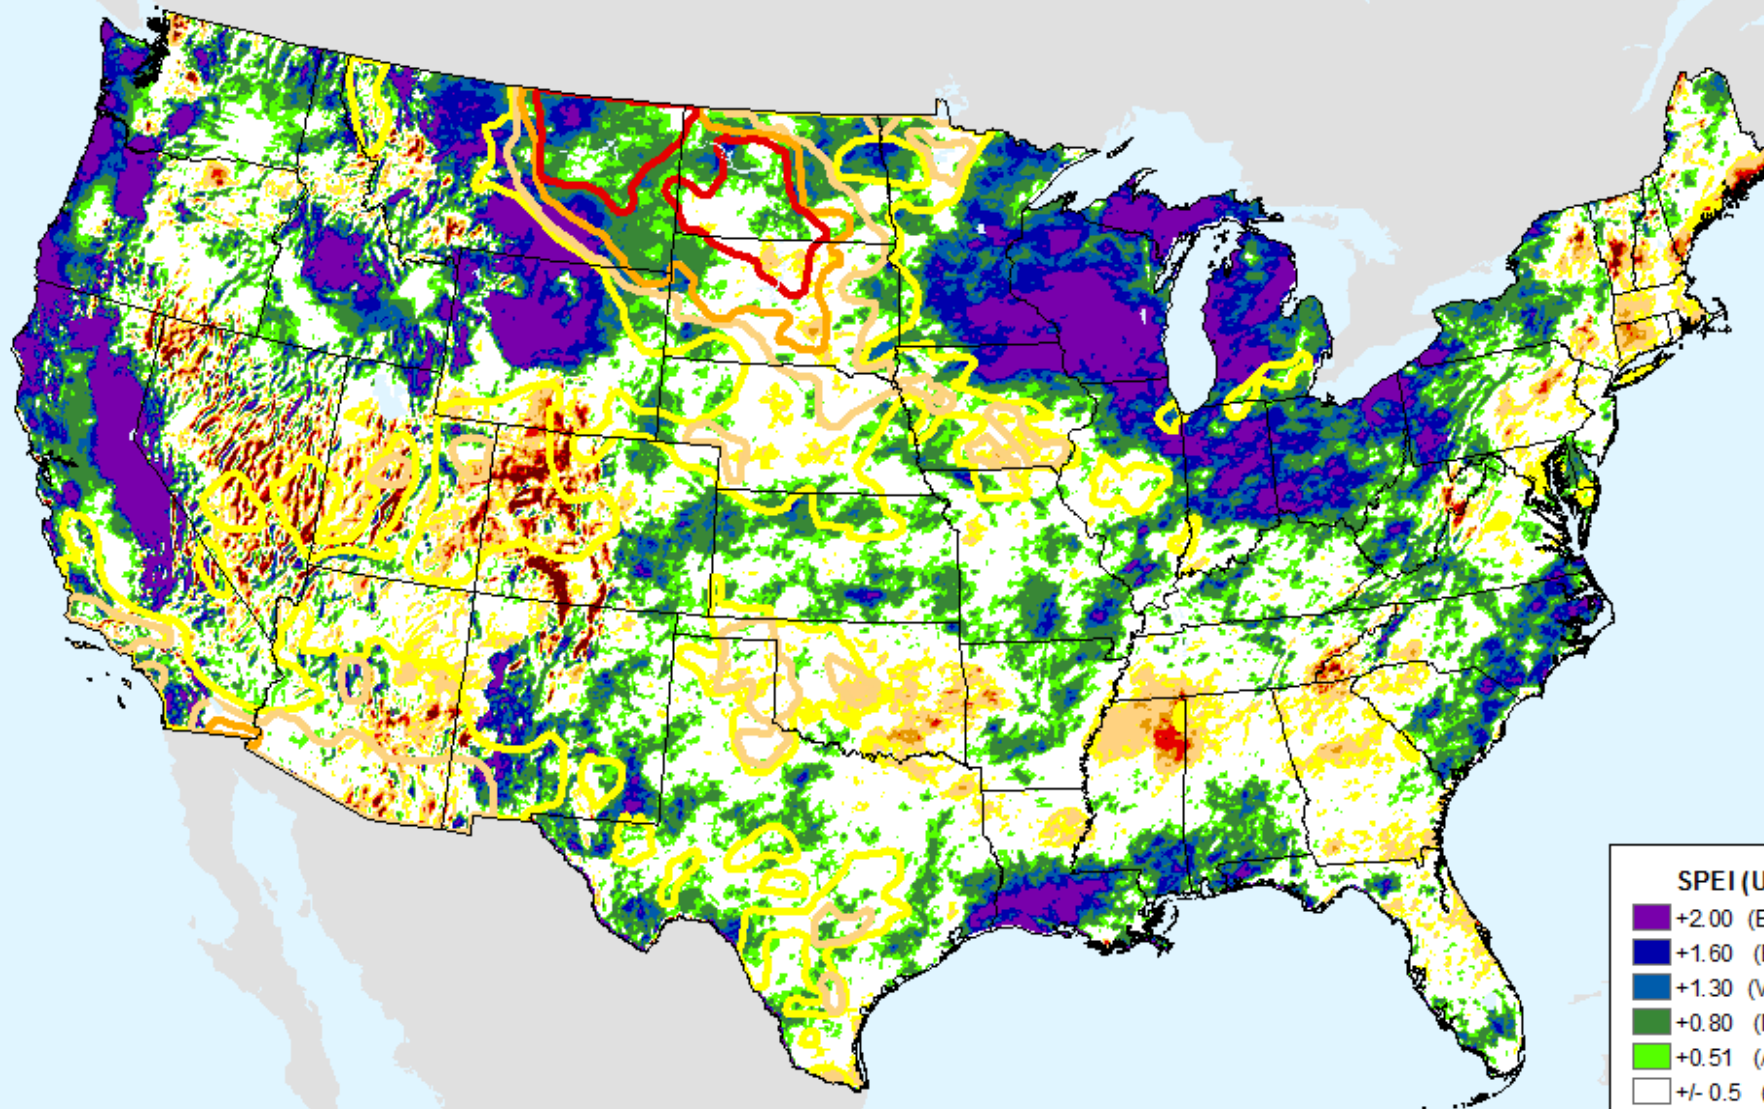 SPEI (U
+2.00 (E
+1.60 (
+1.30 (V
+0.80 (
+0.51 (
+/- 0.5 (